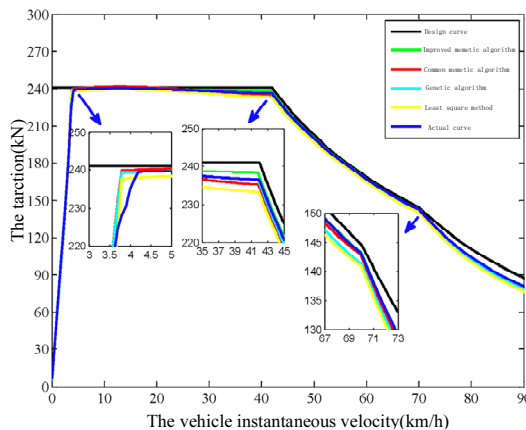 300
270
240
210
180
150
120
90
60
30
0
The tarction(kN)
Design curve
Improved memetic algorithm
Common memetic algorithm
Genetic algorithm
Least square method
Actual curve
250
240
230
220
3 3.5 4 4.5 5
250
240
230
220
35 36 39 41 43 45
150
145
140
135
130
67 69 71 73
0 10 20 30 40 50 60 70 80 90
The vehicle instantaneous velocity(km/h)